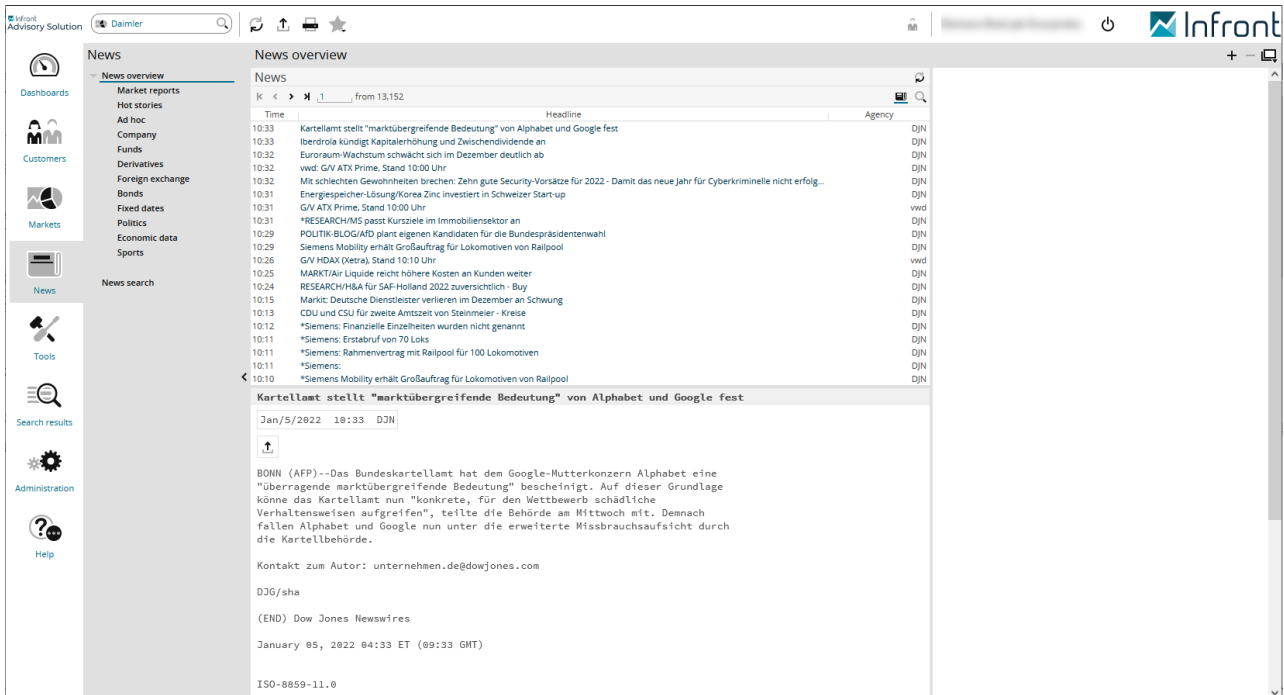 Infront
Advisory Solution
Daimler
Infront
Dashboards
Customers
Markets
News
Tools
Search results
Administration
Help
News
News overview
Market reports
Hot stories
Ad hoc
Company
Funds
Derivatives
Foreign exchange
Bonds
Fixed dates
Politics
Economic data
Sports
News search
News overview
News
1 from 13,152
Time Headline Agency
10:33 Kartellamt stellt "marktübergreifende Bedeutung" von Alphabet und Google fest DJN
10:33 Iberdrola kündigt Kapitalerhöhung und Zwischendividende an DJN
10:32 Euroraum-Wachstum schwächt sich im Dezember deutlich ab DJN
10:32 vwd: G/V ATX Prime, Stand 10:00 Uhr DJN
10:32 Mit schlechten Gewohnheiten brechen: Zehn gute Security-Vorsätze für 2022 - Damit das neue Jahr für Cyberkriminelle nicht erfolg... DJN
10:31 Energiespeicher-Lösung/Korea Zinc investiert in Schweizer Start-up DJN
10:31 G/V ATX Prime, Stand 10:00 Uhr vwd
10:31 *RESEARCH/MS passt Kursziele im Immobiliensektor an DJN
10:29 POLITIK-BLOG/AfD plant eigenen Kandidaten für die Bundespräsidentenwahl DJN
10:29 Siemens Mobility erhält Großauftrag für Lokomotiven von Railpool DJN
10:26 G/V HDAX (Xetra), Stand 10:10 Uhr vwd
10:25 MARKT/Air Liquide reicht höhere Kosten an Kunden weiter DJN
10:24 RESEARCH/H&A für SAF-Holland 2022 zuversichtlich - Buy DJN
10:15 Markit: Deutsche Dienstleister verlieren im Dezember an Schwung DJN
10:13 CDU und CSU für zweite Amtszeit von Steinmeier - Kreise DJN
10:12 *Siemens: Finanzielle Einzelheiten wurden nicht genannt DJN
10:11 *Siemens: Erstabruf von 70 Loks DJN
10:11 *Siemens: Rahmenvertrag mit Railpool für 100 Lokomotiven DJN
10:11 *Siemens: DJN
10:10 *Siemens Mobility erhält Großauftrag für Lokomotiven von Railpool DJN
Kartellamt stellt "marktübergreifende Bedeutung" von Alphabet und Google fest
Jan/5/2022 10:33 DJN
BONN (AFP)--Das Bundeskartellamt hat dem Google-Mutterkonzern Alphabet eine
"überragende marktübergreifende Bedeutung" bescheinigt. Auf dieser Grundlage
könne das Kartellamt nun "konkrete, für den Wettbewerb schädliche
Verhaltensweisen aufgreifen", teilte die Behörde am Mittwoch mit. Demnach
fallen Alphabet und Google nun unter die erweiterte Missbrauchsaufsicht durch
die Kartellbehörde.
Kontakt zum Autor: unternehmen.de@dowjones.com
DJG/sha
(END) Dow Jones Newswires
January 05, 2022 04:33 ET (09:33 GMT)
ISO-8859-11.0